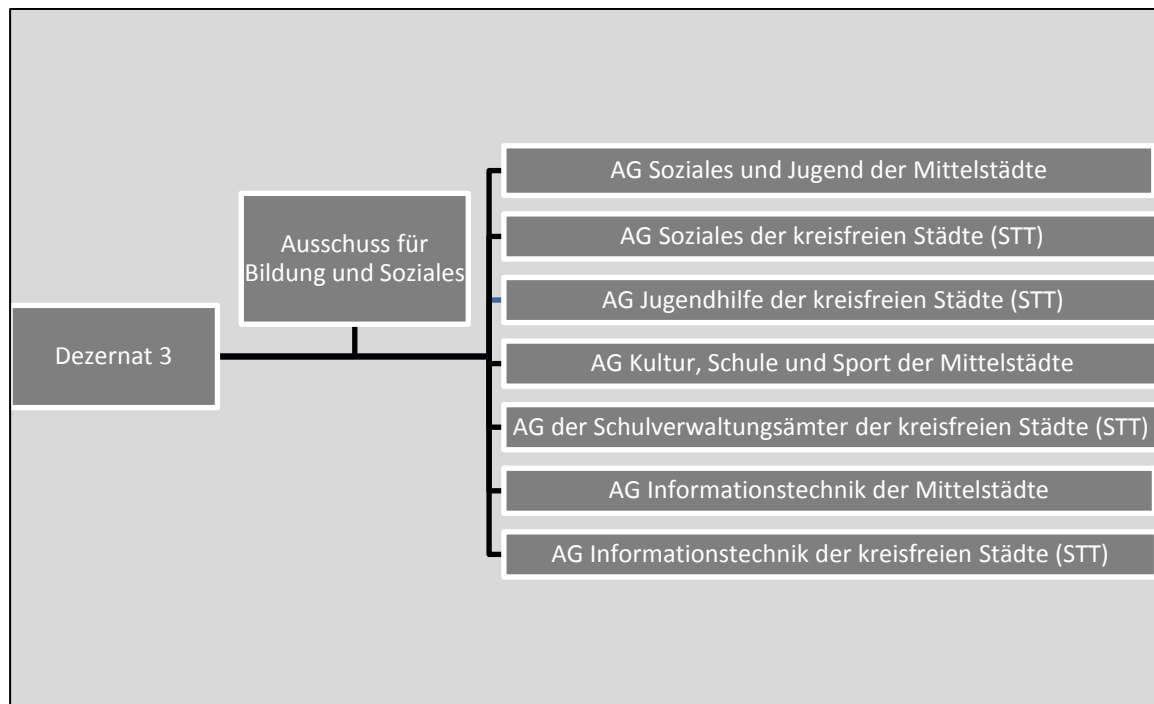 Dezernat 3
Ausschuss für
Bildung und Soziales
AG Soziales und Jugend der Mittelstädte
AG Soziales der kreisfreien Städte (STT)
AG Jugendhilfe der kreisfreien Städte (STT)
AG Kultur, Schule und Sport der Mittelstädte
AG der Schulverwaltungsämter der kreisfreien Städte (STT)
AG Informationstechnik der Mittelstädte
AG Informationstechnik der kreisfreien Städte (STT)